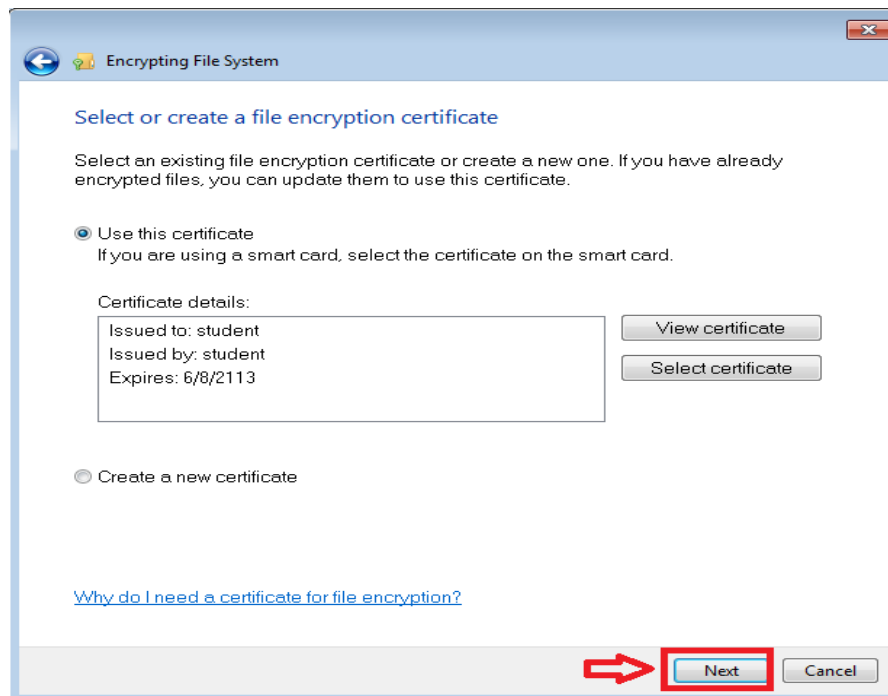 Encrypting File System
Select or create a file encryption certificate
Select an existing file encryption certificate or create a new one. If you have already
encrypted files, you can update them to use this certificate.
Use this certificate
If you are using a smart card, select the certificate on the smart card.
Certificate details:
Issued to: student
Issued by: student
Expires: 6/8/2113
View certificate
Select certificate
Create a new certificate
Why do I need a certificate for file encryption?
Next
Cancel